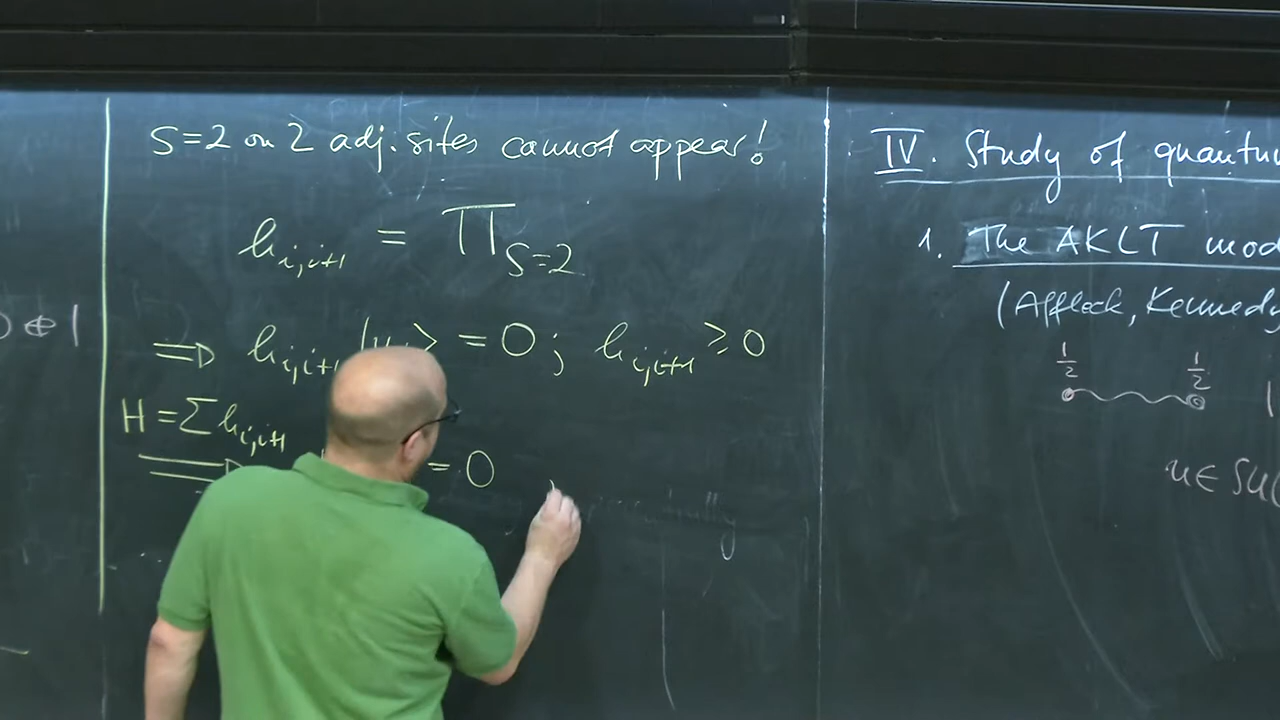 S=2 on 2 adj. sites cannot appear!
h_{i,i+1} = Π_{S=2}
⟹ h_{i,i+1} |ψ⟩ = 0; h_{i,i+1} ≥ 0
H = Σ h_{i,i+1}
⟹ = 0
⊕ 1
IV. Study of quantu
1. The AKLT mod
(Affleck, Kennedy,
1/2 1/2
u ∈ SU(